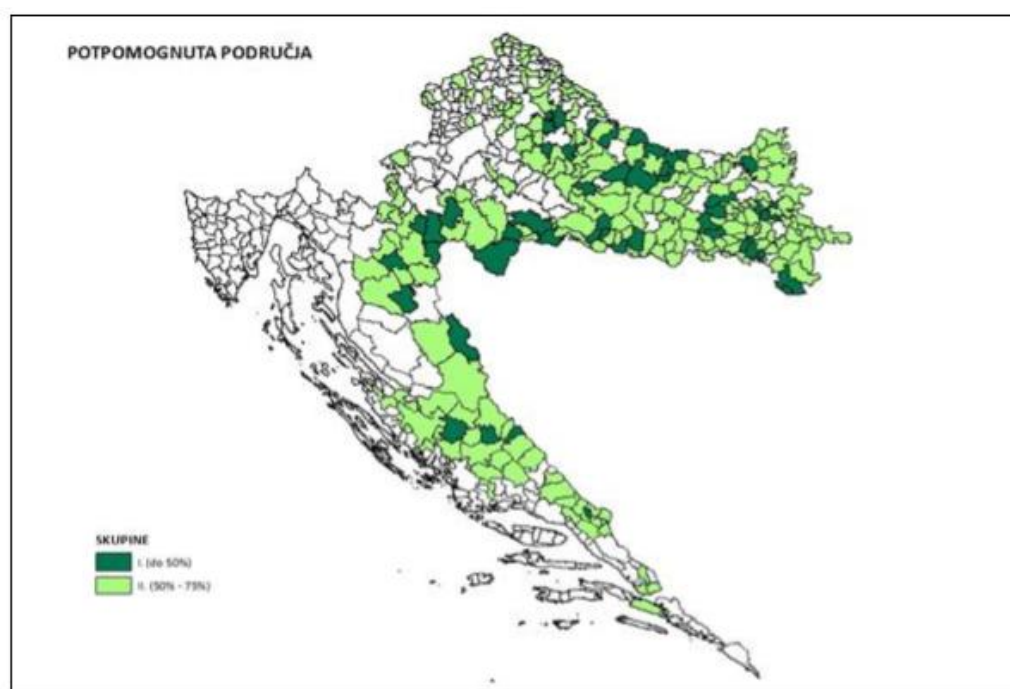 POTPOMOGNUTA PODRUČJA
SKUPINE
I. (do 50%)
II. (50% - 75%)